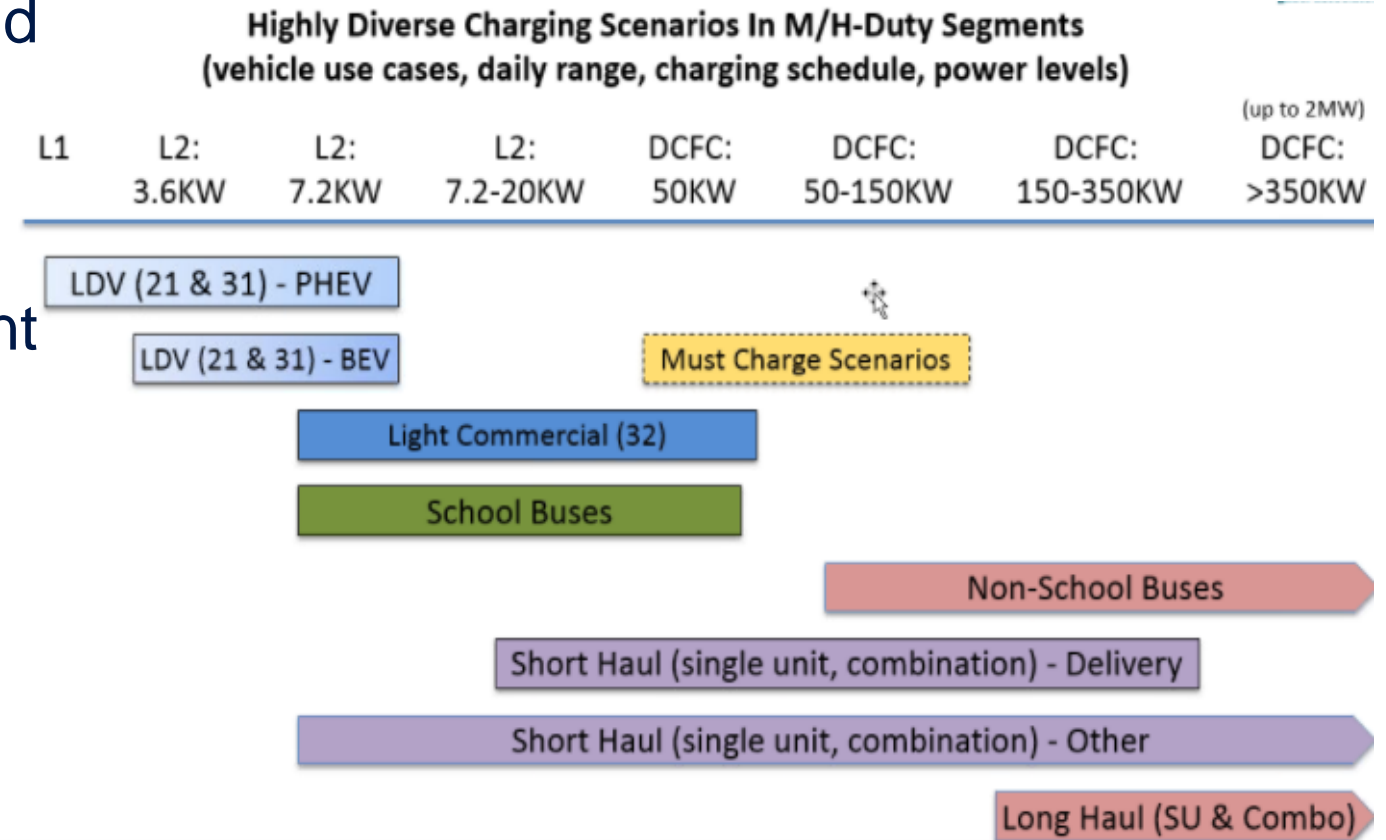 d
Highly Diverse Charging Scenarios In M/H-Duty Segments
(vehicle use cases, daily range, charging schedule, power levels)
(up to 2MW)
L1 L2: L2: L2: DCFC: DCFC: DCFC: DCFC:
3.6KW 7.2KW 7.2-20KW 50KW 50-150KW 150-350KW >350KW
LDV (21 & 31) - PHEV
nt
LDV (21 & 31) - BEV Must Charge Scenarios
Light Commercial (32)
School Buses
Non-School Buses
Short Haul (single unit, combination) - Delivery
Short Haul (single unit, combination) - Other
Long Haul (SU & Combo)